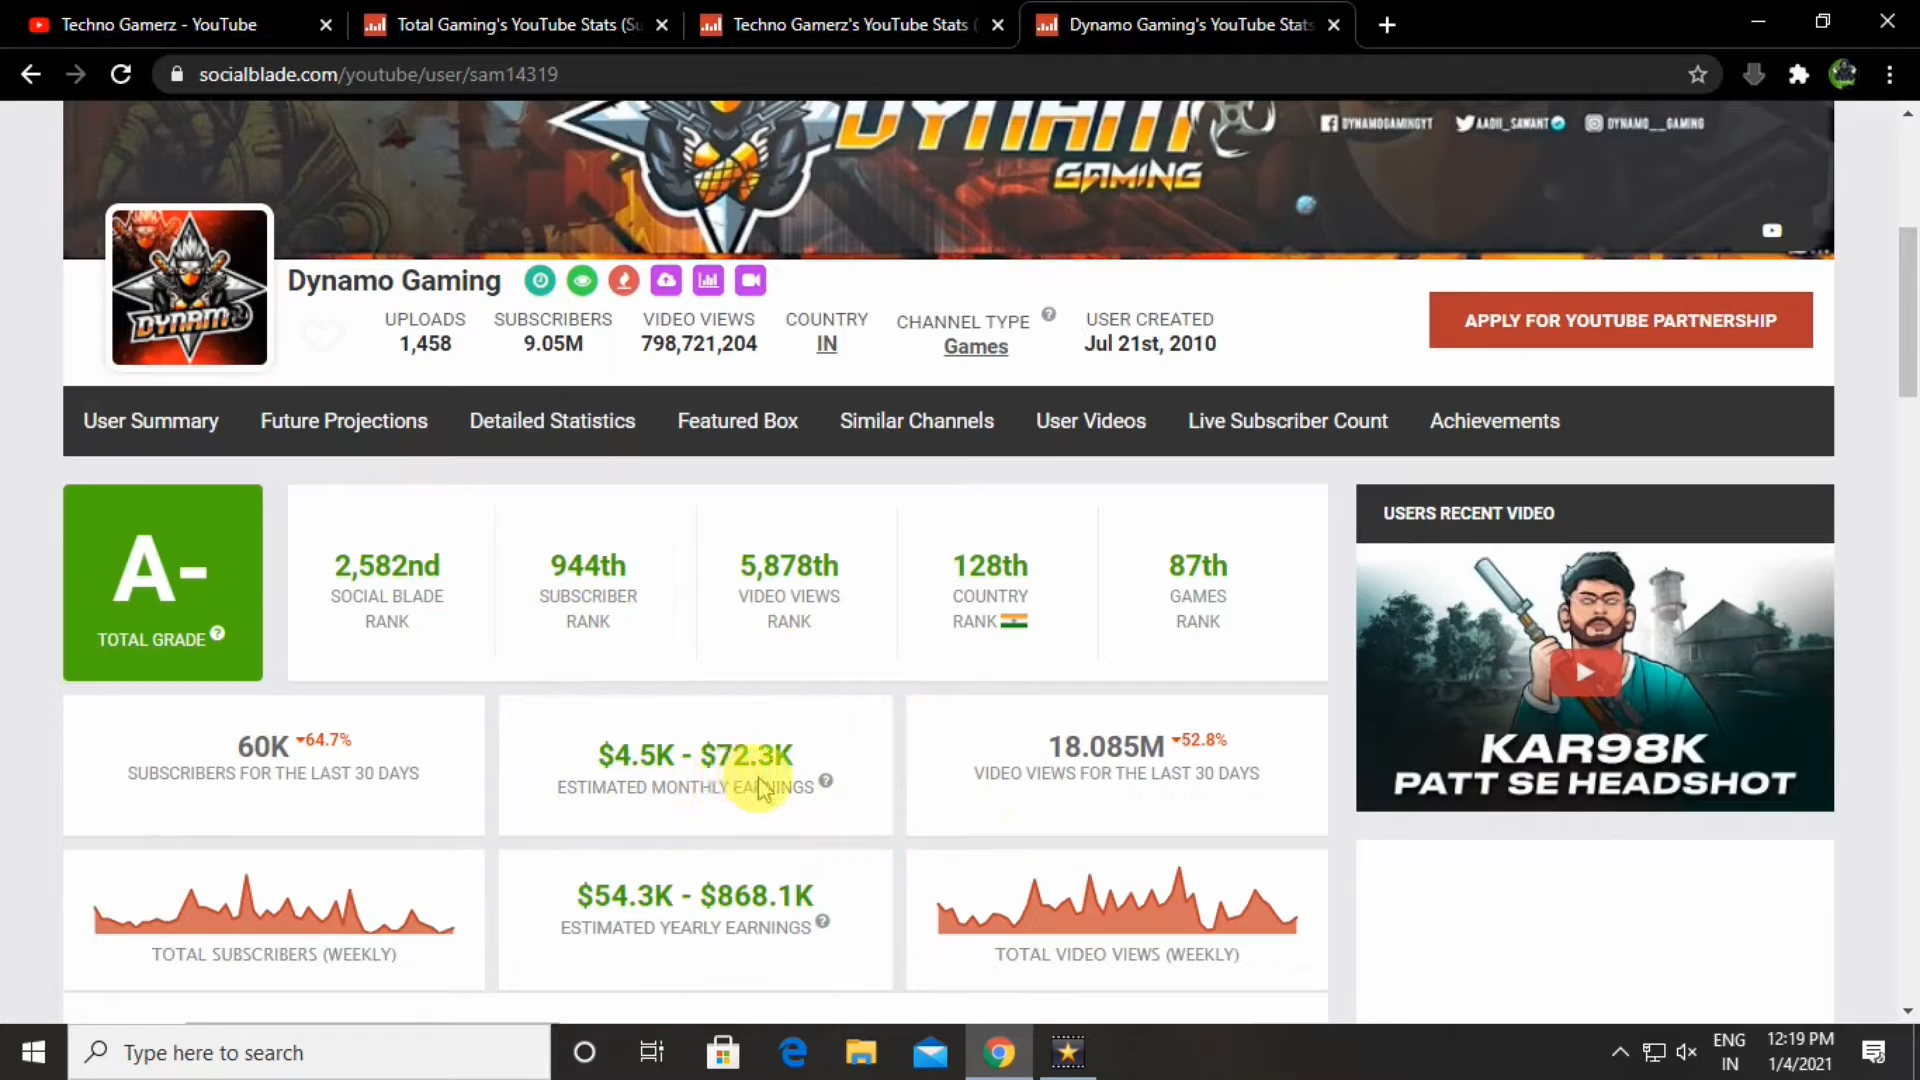 Techno Gamerz - YouTube
Total Gaming's YouTube Stats (Su
Techno Gamerz's YouTube Stats (
Dynamo Gaming's YouTube Stats
socialblade.com/youtube/user/sam14319
DYNAMO
GAMING
DYNAMOGAMINGYT
AADII_SAWANT
DYNAMO__GAMING
DYNAMO
Dynamo Gaming
UPLOADS
1,458
SUBSCRIBERS
9.05M
VIDEO VIEWS
798,721,204
COUNTRY
IN
CHANNEL TYPE
Games
USER CREATED
Jul 21st, 2010
APPLY FOR YOUTUBE PARTNERSHIP
User Summary
Future Projections
Detailed Statistics
Featured Box
Similar Channels
User Videos
Live Subscriber Count
Achievements
A-
TOTAL GRADE
2,582nd
SOCIAL BLADE
RANK
944th
SUBSCRIBER
RANK
5,878th
VIDEO VIEWS
RANK
128th
COUNTRY
RANK
87th
GAMES
RANK
USERS RECENT VIDEO
KAR98K
PATT SE HEADSHOT
60K -64.7%
SUBSCRIBERS FOR THE LAST 30 DAYS
$4.5K - $72.3K
ESTIMATED MONTHLY EARNINGS
18.085M -52.8%
VIDEO VIEWS FOR THE LAST 30 DAYS
TOTAL SUBSCRIBERS (WEEKLY)
$54.3K - $868.1K
ESTIMATED YEARLY EARNINGS
TOTAL VIDEO VIEWS (WEEKLY)
Type here to search
ENG
IN
12:19 PM
1/4/2021